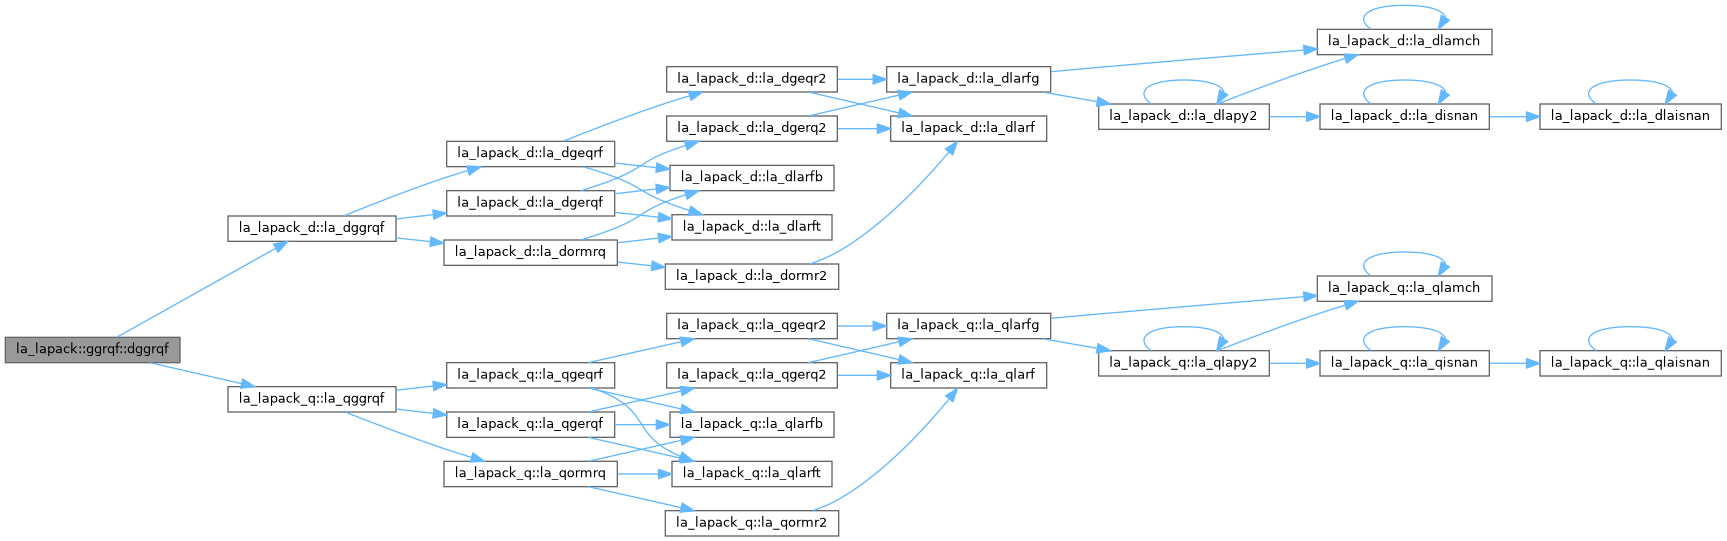 la_lapack::ggrqf::dggrqf
la_lapack_d::la_dggrqf
la_lapack_d::la_dgeqrf
la_lapack_d::la_dgerqf
la_lapack_d::la_dormrq
la_lapack_d::la_dgeqr2
la_lapack_d::la_dgerq2
la_lapack_d::la_dlarfb
la_lapack_d::la_dlarft
la_lapack_d::la_dormr2
la_lapack_d::la_dlarfg
la_lapack_d::la_dlarf
la_lapack_d::la_dlapy2
la_lapack_d::la_dlamch
la_lapack_d::la_disnan
la_lapack_d::la_dlaisnan
la_lapack_q::la_qggrqf
la_lapack_q::la_qgeqrf
la_lapack_q::la_qgerqf
la_lapack_q::la_qormrq
la_lapack_q::la_qgeqr2
la_lapack_q::la_qgerq2
la_lapack_q::la_qlarfb
la_lapack_q::la_qlarft
la_lapack_q::la_qormr2
la_lapack_q::la_qlarfg
la_lapack_q::la_qlarf
la_lapack_q::la_qlapy2
la_lapack_q::la_qlamch
la_lapack_q::la_qisnan
la_lapack_q::la_qlaisnan